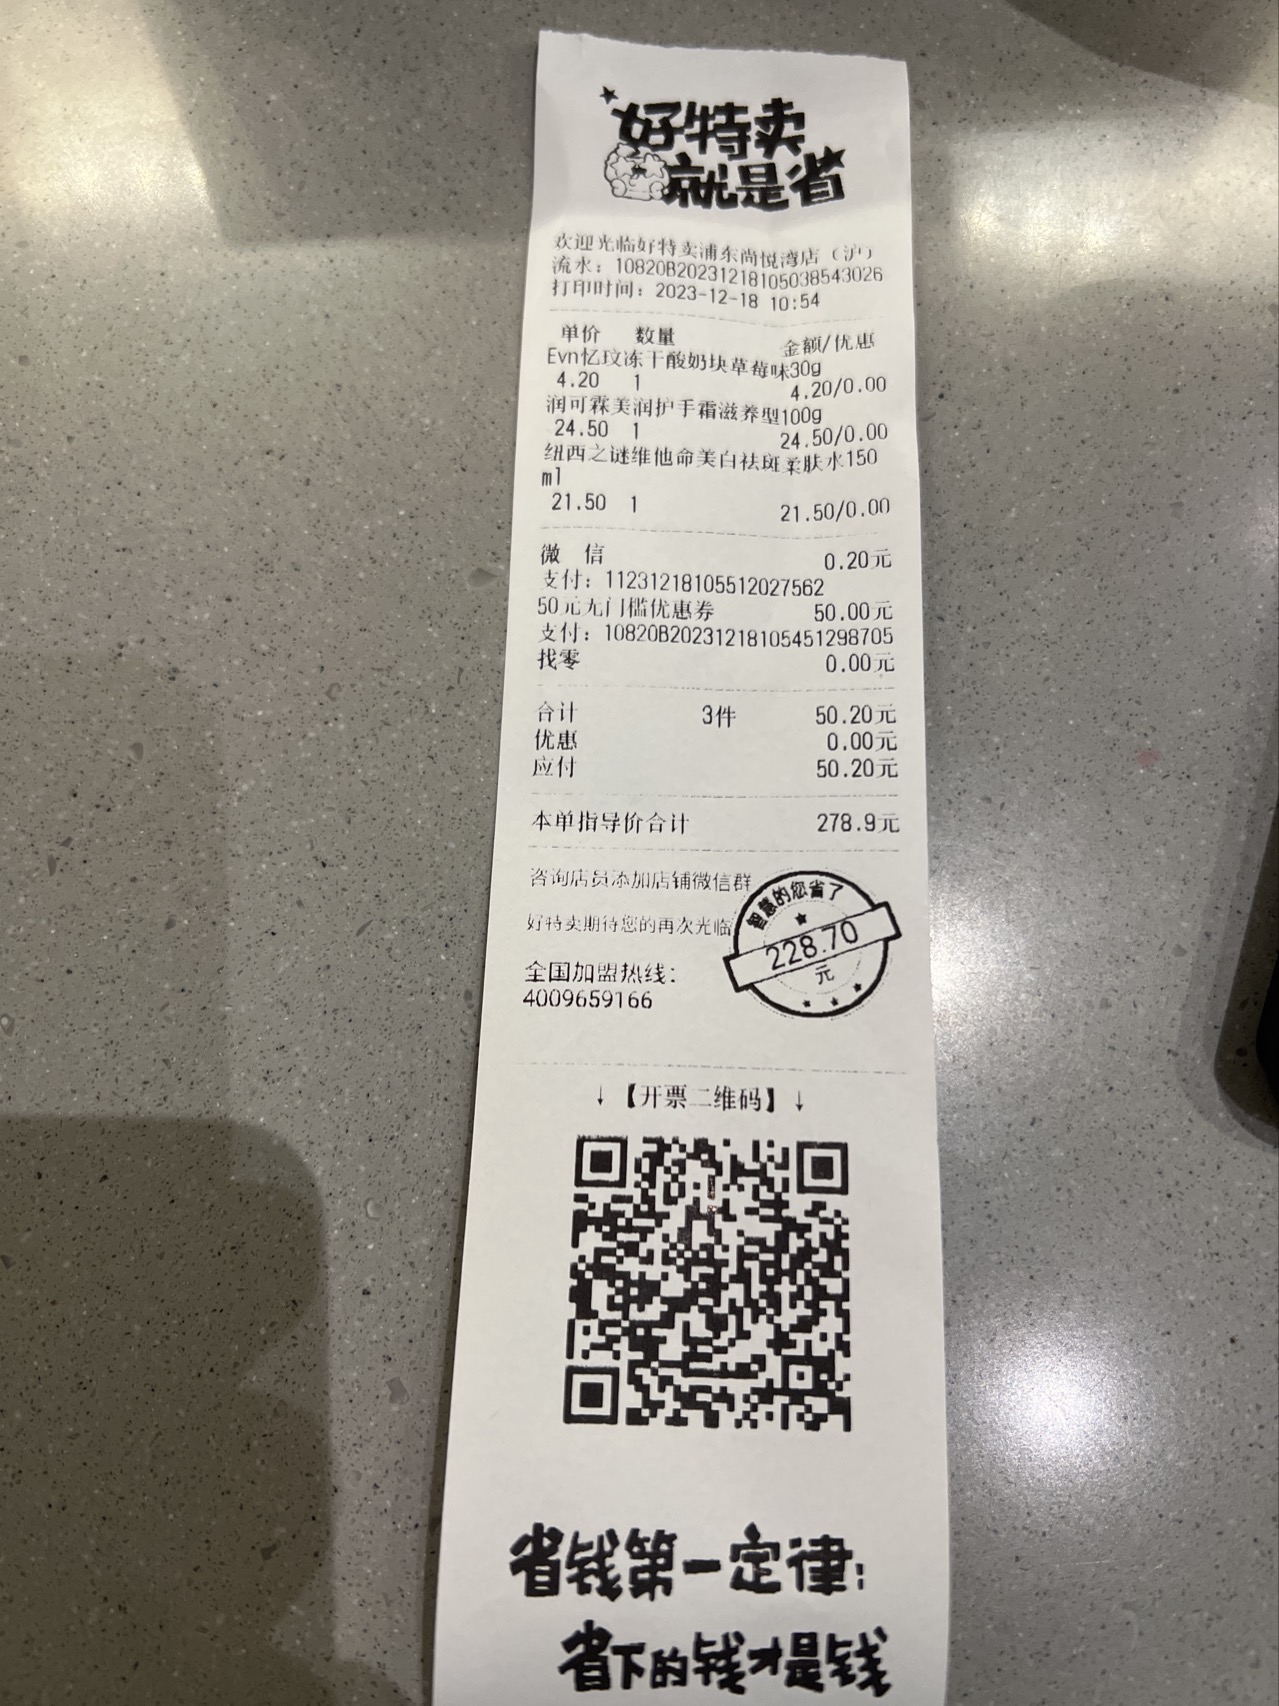 好特卖
就是省
欢迎光临好特卖浦东尚悦湾店（沪）
流水：10820B20231218105038543026
打印时间：2023-12-18 10:54
单价 数量 金额/优惠
Evn忆玟冻干酸奶块草莓味30g
4.20 1 4.20/0.00
润可霖美润护手霜滋养型100g
24.50 1 24.50/0.00
纽西之谜维他命美白祛斑柔肤水150
ml
21.50 1 21.50/0.00
微 信 0.20元
支付：11231218105512027562
50元无门槛优惠券 50.00元
支付：10820B20231218105451298705
找零 0.00元
合计 3件 50.20元
优惠 0.00元
应付 50.20元
本单指导价合计 278.9元
咨询店员添加店铺微信群
好特卖期待您的再次光临
智慧的您省了
228.70
元
全国加盟热线：
4009659166
↓【开票二维码】↓
省钱第一定律：
省下的钱才是钱